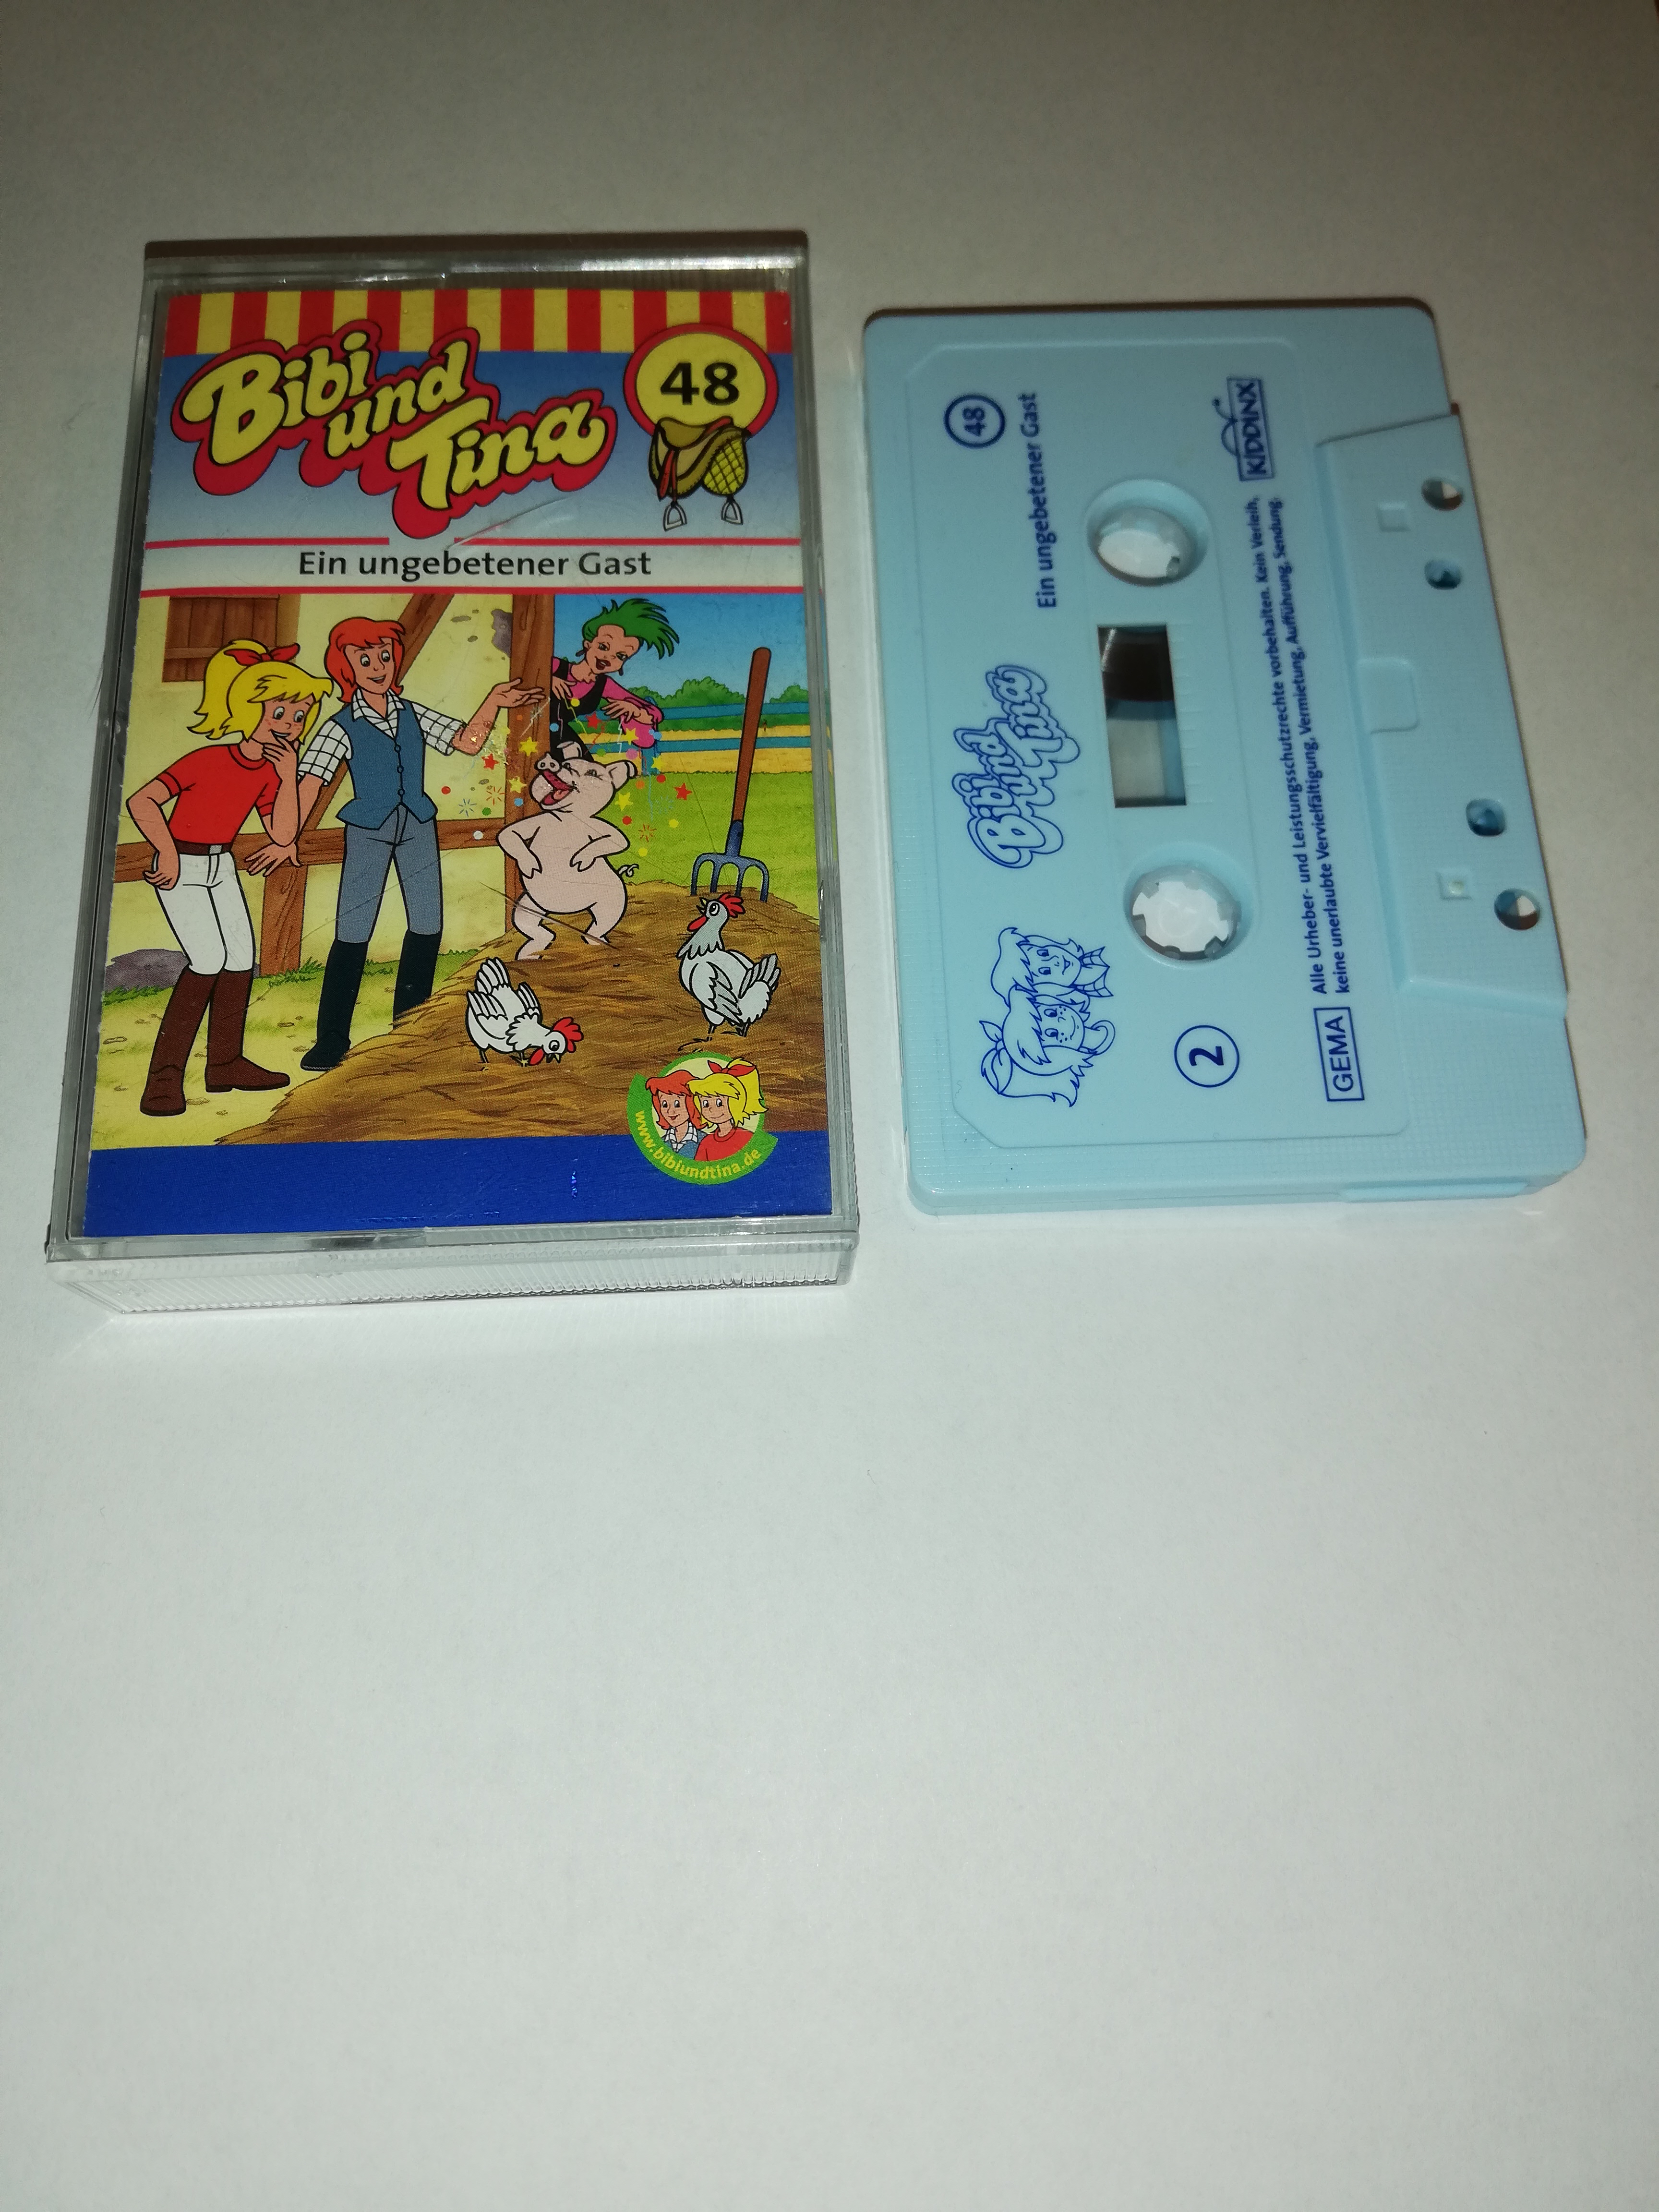 Bibi
und
Tina
48
Ein ungebetener Gast
www.bibiundtina.de
48
Ein ungebetener Gast
Bibi und
Tina
2
KIDDINX
GEMA
Alle Urheber- und Leistungsschutzrechte vorbehalten. Kein Verleih,
keine unerlaubte Vervielfältigung, Vermietung, Aufführung, Sendung.